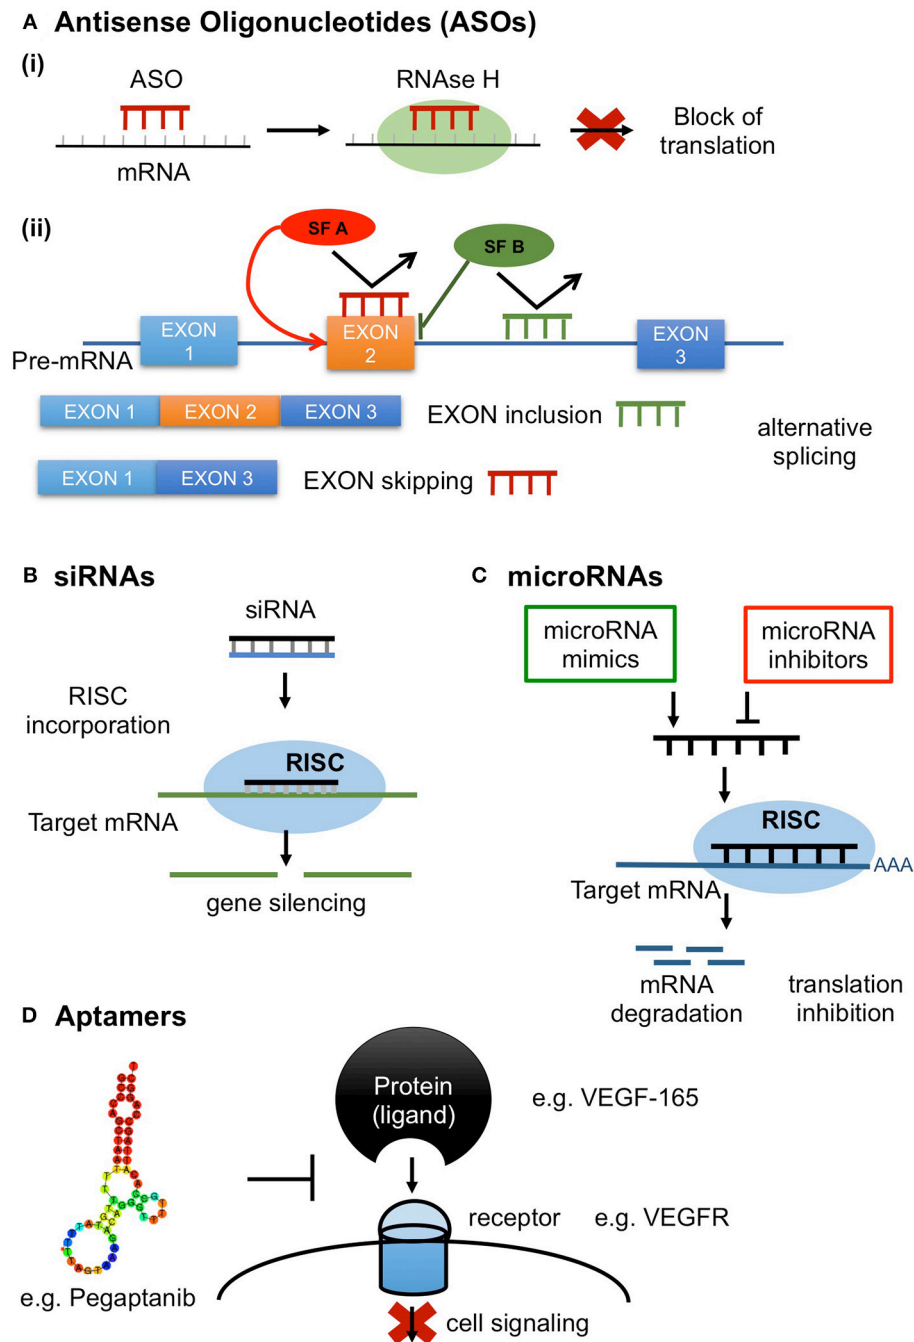 A Antisense Oligonucleotides (ASOs)
(i)
ASO
mRNA
RNAse H
Block of
translation
(ii)
SF A
SF B
Pre-mRNA
EXON
1
EXON
2
EXON
3
EXON 1 EXON 2 EXON 3 EXON inclusion
EXON 1 EXON 3 EXON skipping
alternative
splicing
B siRNAs
siRNA
RISC
incorporation
RISC
Target mRNA
gene silencing
C microRNAs
microRNA
mimics
microRNA
inhibitors
RISC
AAA
Target mRNA
mRNA
degradation
translation
inhibition
D Aptamers
e.g. Pegaptanib
Protein
(ligand)
e.g. VEGF-165
receptor e.g. VEGFR
cell signaling